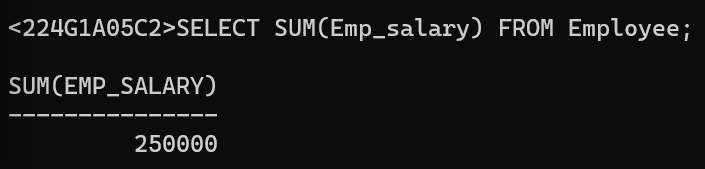 <224G1A05C2>SELECT SUM(Emp_salary) FROM Employee;
SUM(EMP_SALARY)
---------------
250000